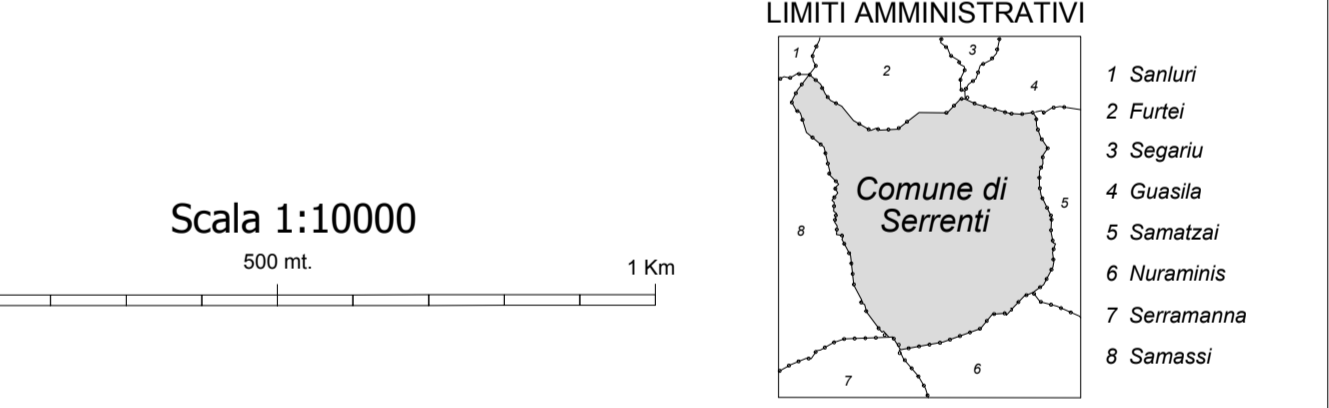 Scala 1:10000
500 mt.
1 Km
LIMITI AMMINISTRATIVI
1
2
3
4
Comune di
Serrenti
5
8
6
7
1 Sanluri
2 Furtei
3 Segariu
4 Guasila
5 Samatzai
6 Nuraminis
7 Serramanna
8 Samassi